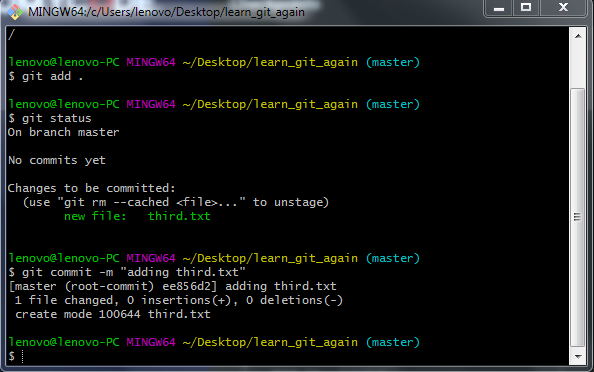 MINGW64:/c/Users/lenovo/Desktop/learn_git_again
/
lenovo@lenovo-PC MINGW64 ~/Desktop/learn_git_again (master)
$ git add .
lenovo@lenovo-PC MINGW64 ~/Desktop/learn_git_again (master)
$ git status
On branch master
No commits yet
Changes to be committed:
  (use "git rm --cached <file>..." to unstage)
        new file:   third.txt
lenovo@lenovo-PC MINGW64 ~/Desktop/learn_git_again (master)
$ git commit -m "adding third.txt"
[master (root-commit) ee856d2] adding third.txt
 1 file changed, 0 insertions(+), 0 deletions(-)
 create mode 100644 third.txt
lenovo@lenovo-PC MINGW64 ~/Desktop/learn_git_again (master)
$